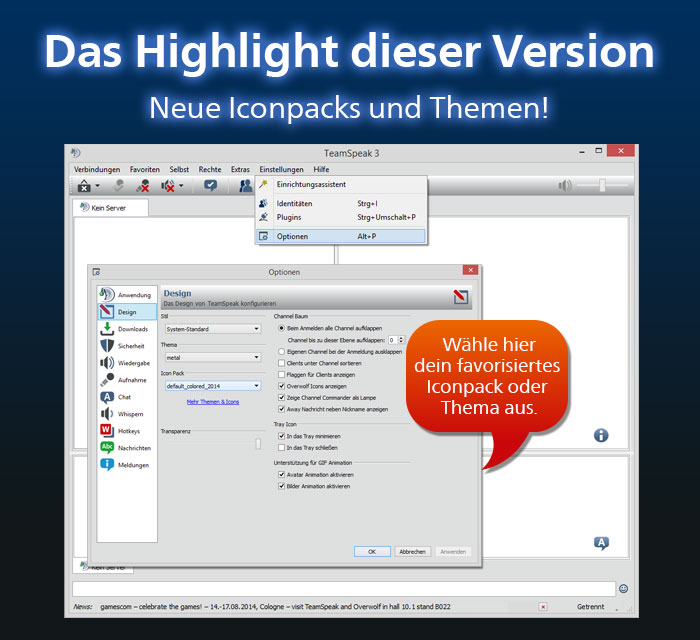 Das Highlight dieser Version
Neue Iconpacks und Themen!
TeamSpeak 3
Verbindungen Favoriten Selbst Rechte Extras Einstellungen Hilfe
Einrichtungsassistent
Kein Server
Identitäten Strg+I
Plugins Strg+Umschalt+P
Optionen Alt+P
Optionen
Anwendung
Design
Downloads
Sicherheit
Wiedergabe
Aufnahme
Chat
Whispern
Hotkeys
Nachrichten
Meldungen
Design
Das Design von TeamSpeak konfigurieren
Stil
System-Standard
Thema
metal
Icon Pack
default_colored_2014
Mehr Themen & Icons
Transparenz
Channel Baum
Beim Anmelden alle Channel aufklappen
Channel bis zu dieser Ebene aufklappen: 0
Eigenen Channel bei der Anmeldung ausklappen
Clients unter Channel sortieren
Flaggen für Clients anzeigen
Overwolf Icons anzeigen
Zeige Channel Commander als Lampe
Away Nachricht neben Nickname anzeigen
Tray Icon
In das Tray minimieren
In das Tray schließen
Unterstützung für GIF Animation
Avatar Animation aktivieren
Bilder Animation aktivieren
OK Abbrechen Anwenden
Wähle hier
dein favorisiertes
Iconpack oder
Thema aus.
Kein Server
News: gamescom – celebrate the games! – 14.-17.08.2014, Cologne – visit TeamSpeak and Overwolf in hall 10.1 stand B022
Getrennt